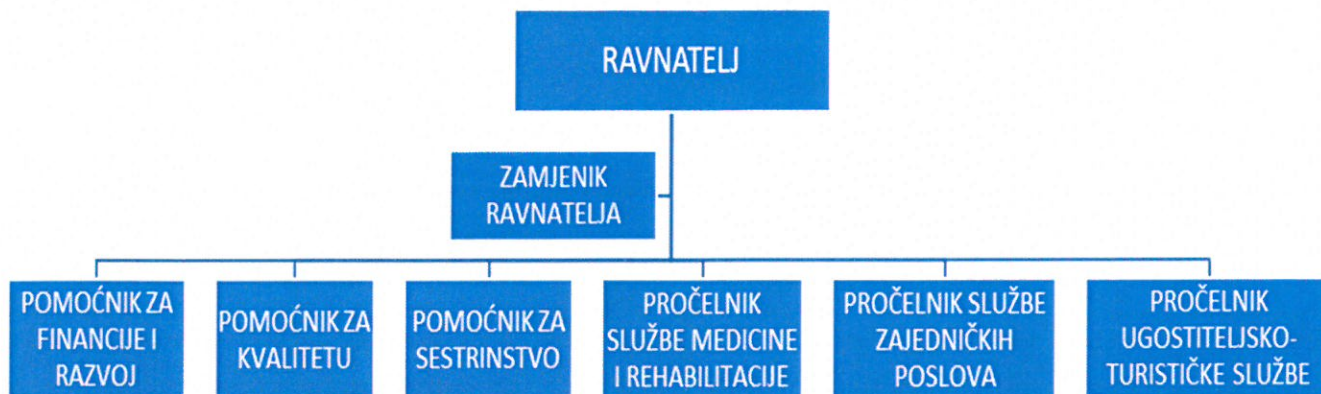 RAVNATELJ
ZAMJENIK
RAVNATELJA
POMOĆNIK ZA
FINANCIJE I
RAZVOJ
POMOĆNIK ZA
KVALITETU
POMOĆNIK ZA
SESTRINSTVO
PROČELNIK
SLUŽBE MEDICINE
I REHABILITACIJE
PROČELNIK SLUŽBE
ZAJEDNIČKIH
POSLOVA
PROČELNIK
UGOSTITELJSKO-
TURISTIČKE SLUŽBE